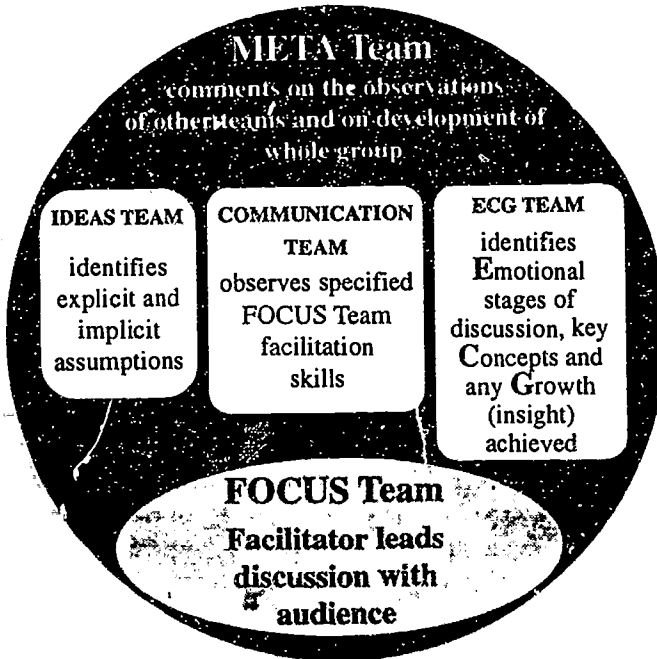 META Team
comments on the observations
of other teams and on development of
whole group
IDEAS TEAM
identifies
explicit and
implicit
assumptions
COMMUNICATION
TEAM
observes specified
FOCUS Team
facilitation
skills
ECG TEAM
identifies
Emotional
stages of
discussion, key
Concepts and
any Growth
(insight)
achieved
FOCUS Team
Facilitator leads
discussion with
audience